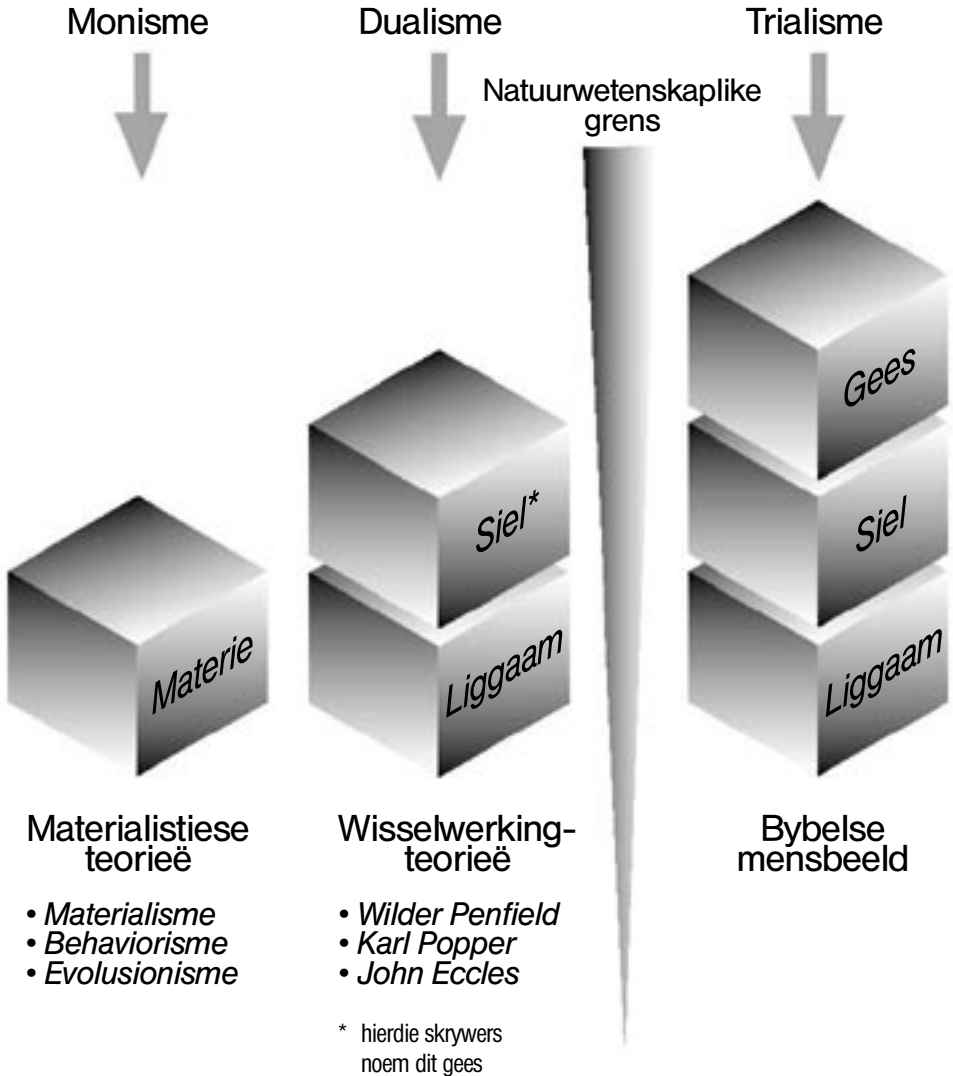 Monisme
Dualisme
Trialisme
Natuurwetenskaplike
grens
Materie
Siel*
Liggaam
Gees
Siel
Liggaam
Materialistiese
teorieë
• Materialisme
• Behaviorisme
• Evolusionisme
Wisselwerking-
teorieë
• Wilder Penfield
• Karl Popper
• John Eccles
* hierdie skrywers
noem dit gees
Bybelse
mensbeeld